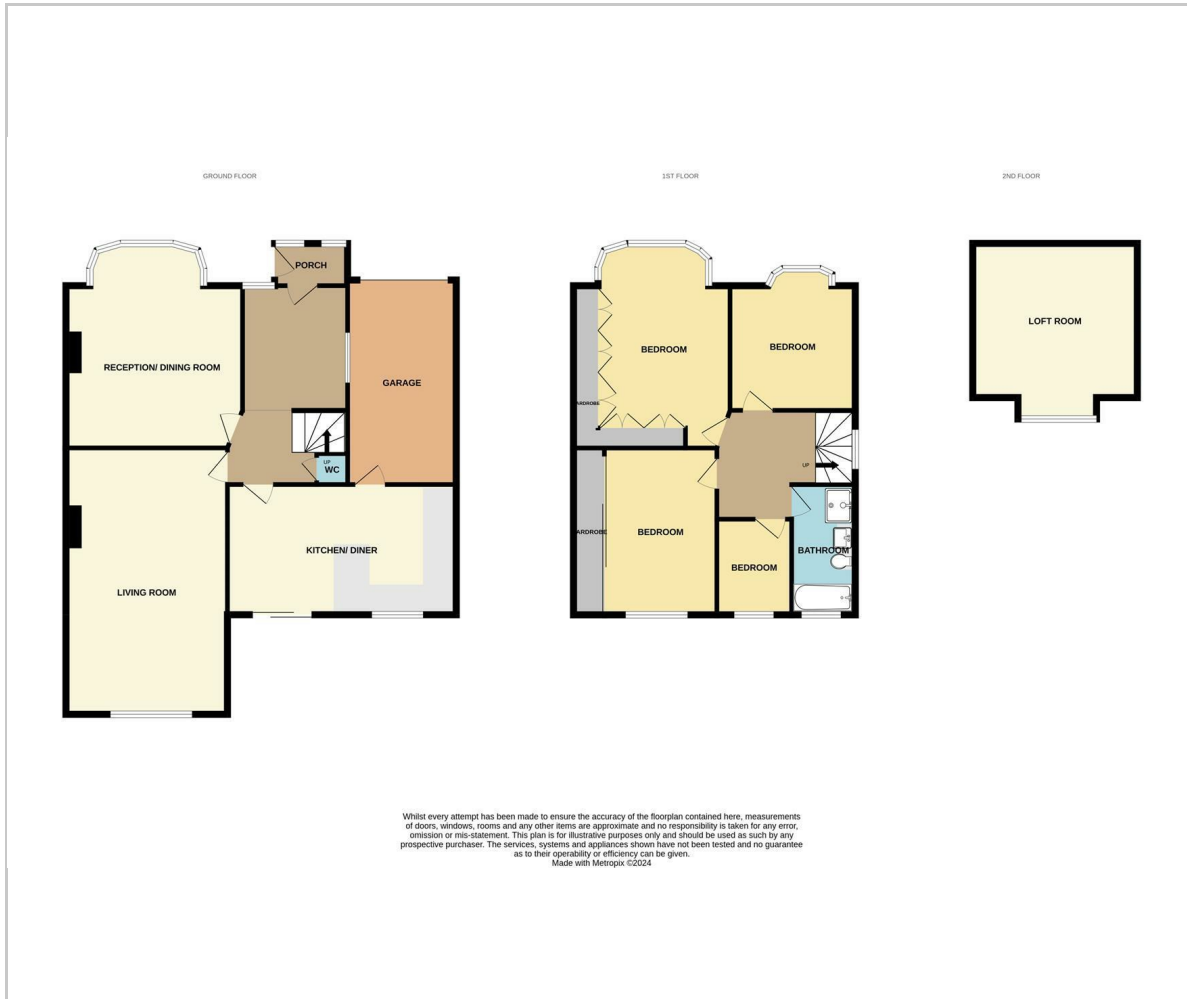 GROUND FLOOR
PORCH
RECEPTION/ DINING ROOM
GARAGE
UP
WC
KITCHEN/ DINER
LIVING ROOM
1ST FLOOR
BEDROOM
BEDROOM
ARDROBE
UP
ARDROBE
BEDROOM
BEDROOM
BATHROOM
2ND FLOOR
LOFT ROOM
Whilst every attempt has been made to ensure the accuracy of the floorplan contained here, measurements
of doors, windows, rooms and any other items are approximate and no responsibility is taken for any error,
omission or mis-statement. This plan is for illustrative purposes only and should be used as such by any
prospective purchaser. The services, systems and appliances shown have not been tested and no guarantee
as to their operability or efficiency can be given.
Made with Metropix ©2024